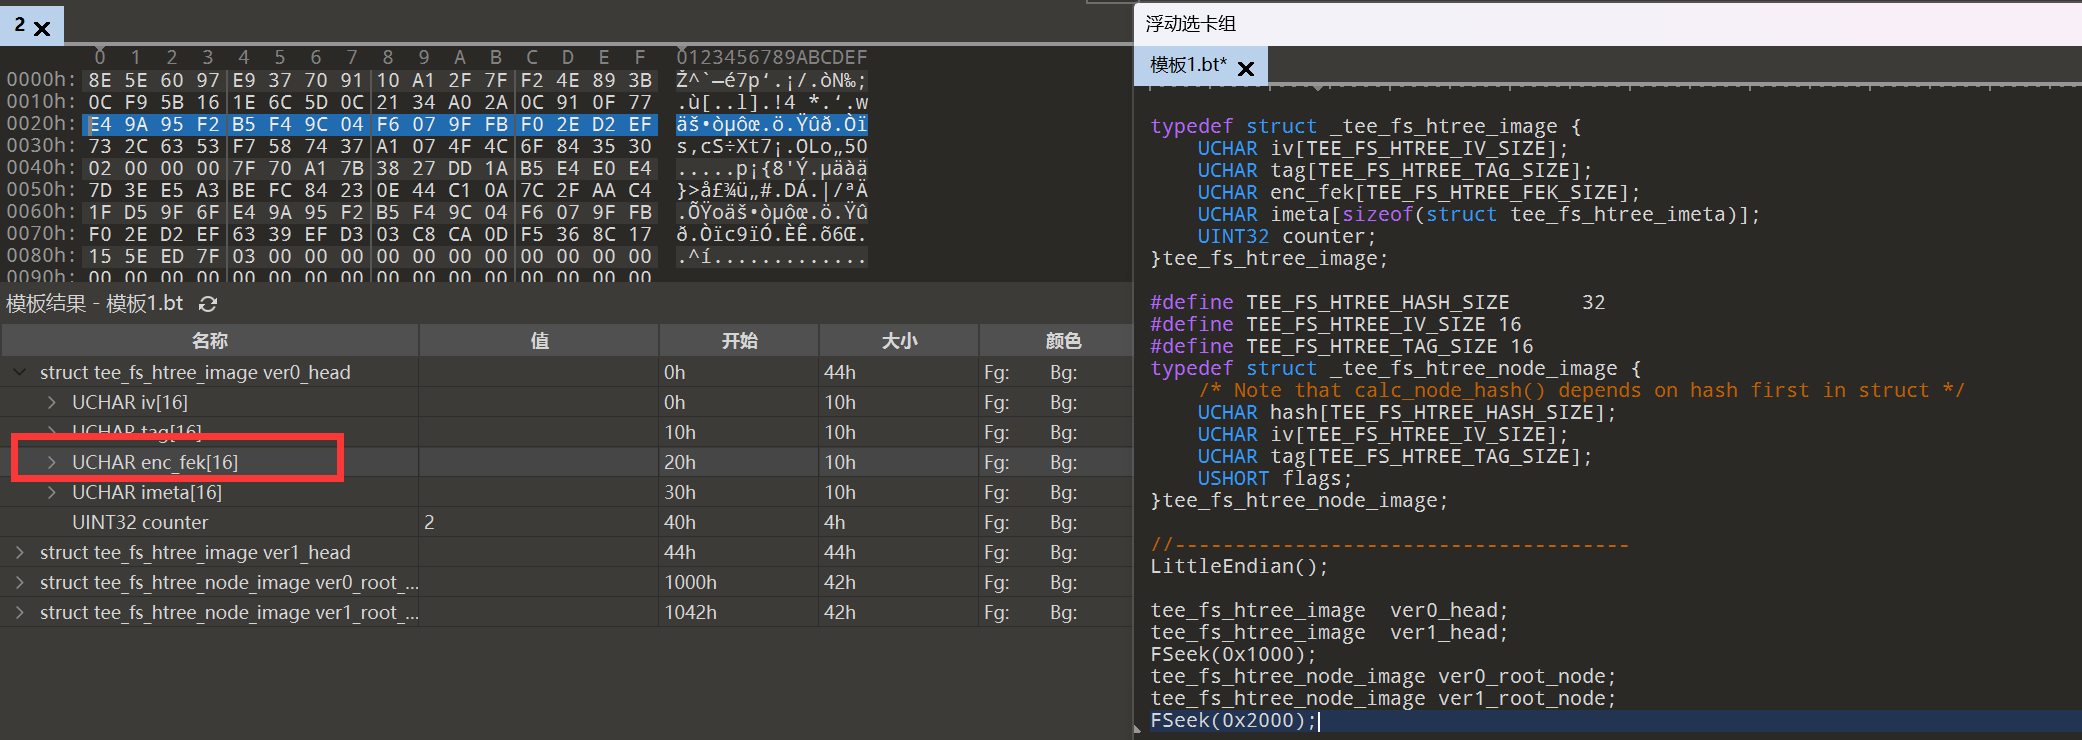 2
0 1 2 3 4 5 6 7 8 9 A B C D E F 0123456789ABCDEF
0000h: 8E 5E 60 97 E9 37 70 91 10 A1 2F 7F F2 4E 89 3B Ž^`—é7p‘.¡/.òN‰;
0010h: 0C F9 5B 16 1E 6C 5D 0C 21 34 A0 2A 0C 91 0F 77 .ù[..l].!4 *.‘.w
0020h: E4 9A 95 F2 B5 F4 9C 04 F6 07 9F FB F0 2E D2 EF äš•òµôœ.ö.Ÿûð.Òï
0030h: 73 2C 63 53 F7 58 74 37 A1 07 4F 4C 6F 84 35 30 s,cS÷Xt7¡.OLo„50
0040h: 02 00 00 00 7F 70 A1 7B 38 27 DD 1A B5 E4 E0 E4 .....p¡{8'Ý.µäàä
0050h: 7D 3E E5 A3 BE FC 84 23 0E 44 C1 0A 7C 2F AA C4 }>å£¾ü„#.DÁ.|/ªÄ
0060h: 1F D5 9F 6F E4 9A 95 F2 B5 F4 9C 04 F6 07 9F FB .ÕŸoäš•òµôœ.ö.Ÿû
0070h: F0 2E D2 EF 63 39 EF D3 03 C8 CA 0D F5 36 8C 17 ð.Òïc9ïÓ.ÈÊ.õ6Œ.
0080h: 15 5E ED 7F 03 00 00 00 00 00 00 00 00 00 00 00 .^í.............
0090h: 00 00 00 00 00 00 00 00 00 00 00 00 00 00 00 00 ................
模板结果 - 模板1.bt
名称 值 开始 大小 颜色
struct tee_fs_htree_image ver0_head 0h 44h Fg: Bg:
UCHAR iv[16] 0h 10h Fg: Bg:
UCHAR tag[16] 10h 10h Fg: Bg:
UCHAR enc_fek[16] 20h 10h Fg: Bg:
UCHAR imeta[16] 30h 10h Fg: Bg:
UINT32 counter 2 40h 4h Fg: Bg:
struct tee_fs_htree_image ver1_head 44h 44h Fg: Bg:
struct tee_fs_htree_node_image ver0_root_... 1000h 42h Fg: Bg:
struct tee_fs_htree_node_image ver1_root_... 1042h 42h Fg: Bg:
浮动选卡组
模板1.bt*
typedef struct _tee_fs_htree_image {
UCHAR iv[TEE_FS_HTREE_IV_SIZE];
UCHAR tag[TEE_FS_HTREE_TAG_SIZE];
UCHAR enc_fek[TEE_FS_HTREE_FEK_SIZE];
UCHAR imeta[sizeof(struct tee_fs_htree_imeta)];
UINT32 counter;
}tee_fs_htree_image;
#define TEE_FS_HTREE_HASH_SIZE 32
#define TEE_FS_HTREE_IV_SIZE 16
#define TEE_FS_HTREE_TAG_SIZE 16
typedef struct _tee_fs_htree_node_image {
/* Note that calc_node_hash() depends on hash first in struct */
UCHAR hash[TEE_FS_HTREE_HASH_SIZE];
UCHAR iv[TEE_FS_HTREE_IV_SIZE];
UCHAR tag[TEE_FS_HTREE_TAG_SIZE];
USHORT flags;
}tee_fs_htree_node_image;
//--------------------------------------
LittleEndian();
tee_fs_htree_image ver0_head;
tee_fs_htree_image ver1_head;
FSeek(0x1000);
tee_fs_htree_node_image ver0_root_node;
tee_fs_htree_node_image ver1_root_node;
FSeek(0x2000);